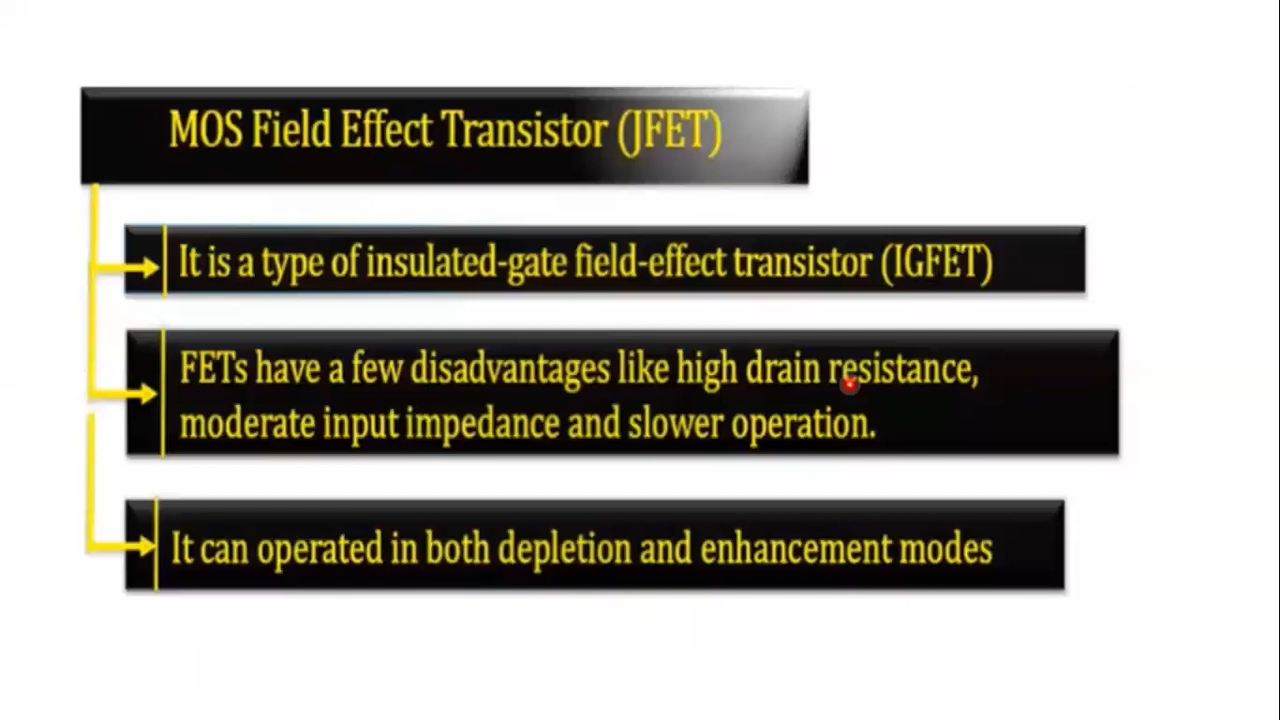 MOS Field Effect Transistor (JFET)
It is a type of insulated-gate field-effect transistor (IGFET)
FETs have a few disadvantages like high drain resistance,
moderate input impedance and slower operation.
It can operated in both depletion and enhancement modes